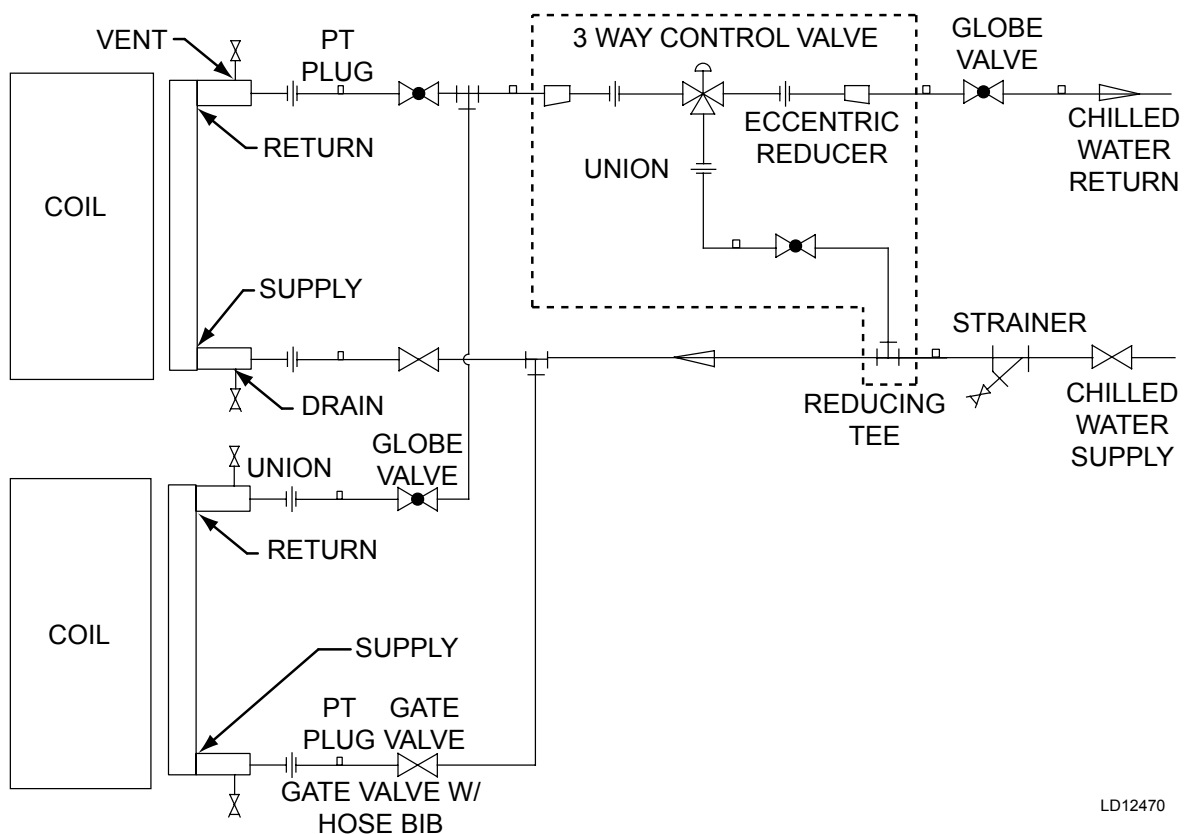 VENT
PT
PLUG
3 WAY CONTROL VALVE
GLOBE
VALVE
RETURN
COIL
ECCENTRIC
REDUCER
UNION
CHILLED
WATER
RETURN
SUPPLY
DRAIN
STRAINER
REDUCING
TEE
CHILLED
WATER
SUPPLY
UNION
GLOBE
VALVE
RETURN
COIL
SUPPLY
PT
PLUG
GATE
VALVE
GATE VALVE W/
HOSE BIB
LD12470